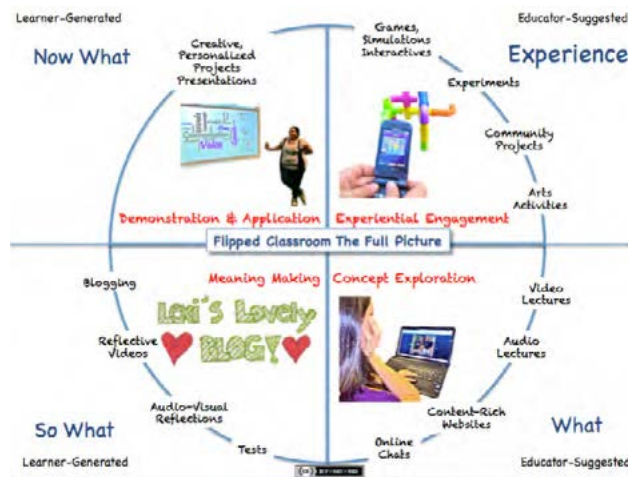 Learner-Generated
Educator-Suggested
Now What
Creative,
Personalized
Projects
Presentations
Games,
Simulations
Interactives
Experience
Experiments
Community
Projects
Arts
Activities
Voice
Demonstration & Application
Experiential Engagement
Flipped Classroom The Full Picture
Meaning Making
Concept Exploration
Blogging
Lexi's Lovely
BLOG!
Reflective
Videos
Audio-Visual
Reflections
Tests
Video
Lectures
Audio
Lectures
Content-Rich
Websites
Online
Chats
So What
Learner-Generated
What
Educator-Suggested